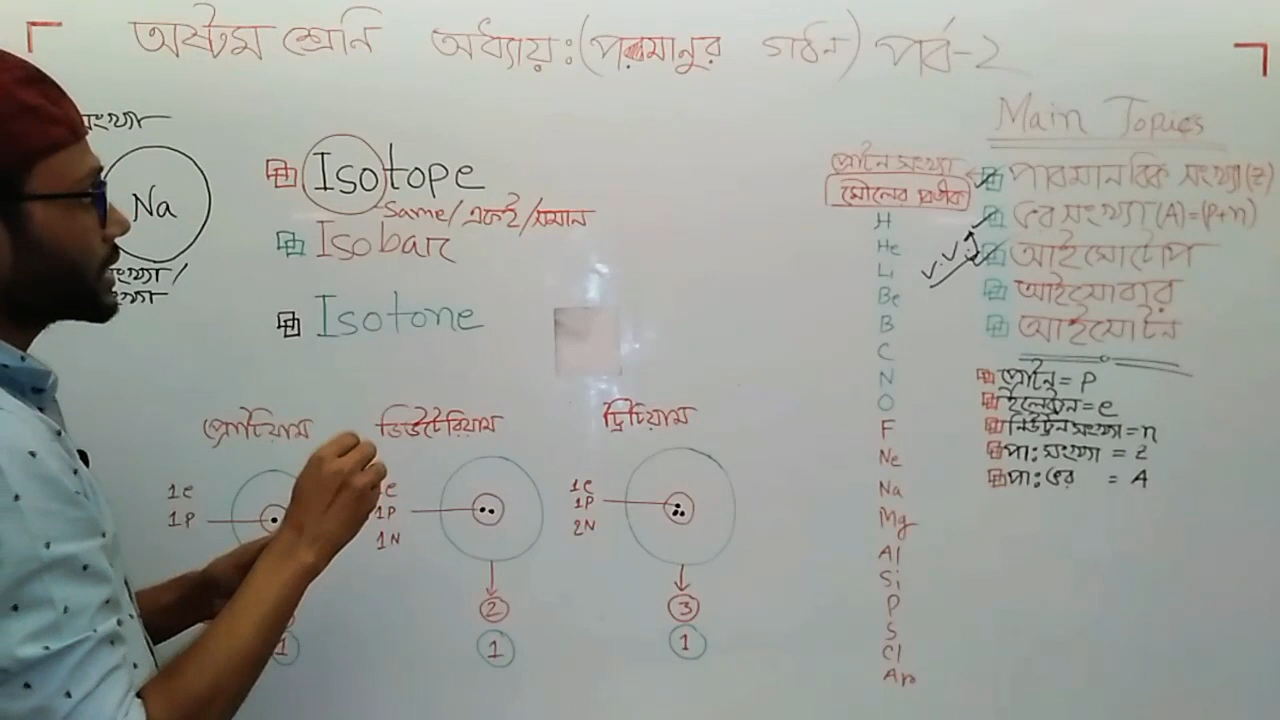 অষ্টম শ্রেনি অধ্যায়:(পরমানুর গঠন) পর্ব-২
সংখ্যা
Na
সংখ্যা/
সংখ্যা
Isotope
Same/একই/সমান
Isobar
Isotone
প্রোটিয়াম
1e
1P
1
ডিউটেরিয়াম
1e
1P
1N
2
1
ট্রিটিয়াম
1e
1P
2N
3
1
প্রোটন সংখ্যা
মৌলের প্রতীক
H
He
Li
Be
B
C
N
O
F
Ne
Na
Mg
Al
Si
P
S
Cl
Ar
Main Topics
পারমানবিক সংখ্যা(z)
ভর সংখ্যা(A)=(p+n)
V.V.I
আইসোটোপ
আইসোবার
আইসোটন
প্রোটন = P
ইলেকট্রন = e
নিউট্রন সংখ্যা = n
পা: সংখ্যা = z
পা: ভর = A